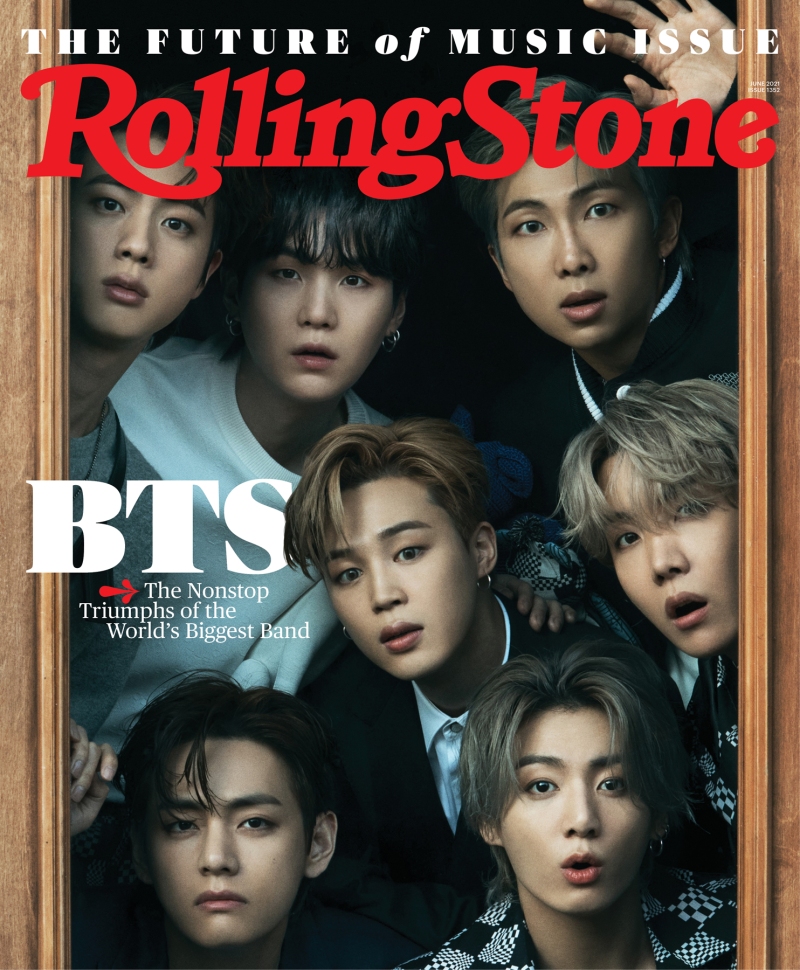 THE FUTURE of MUSIC ISSUE
JUNE 2021
ISSUE 1352
RollingStone
BTS
The Nonstop
Triumphs of the
World's Biggest Band